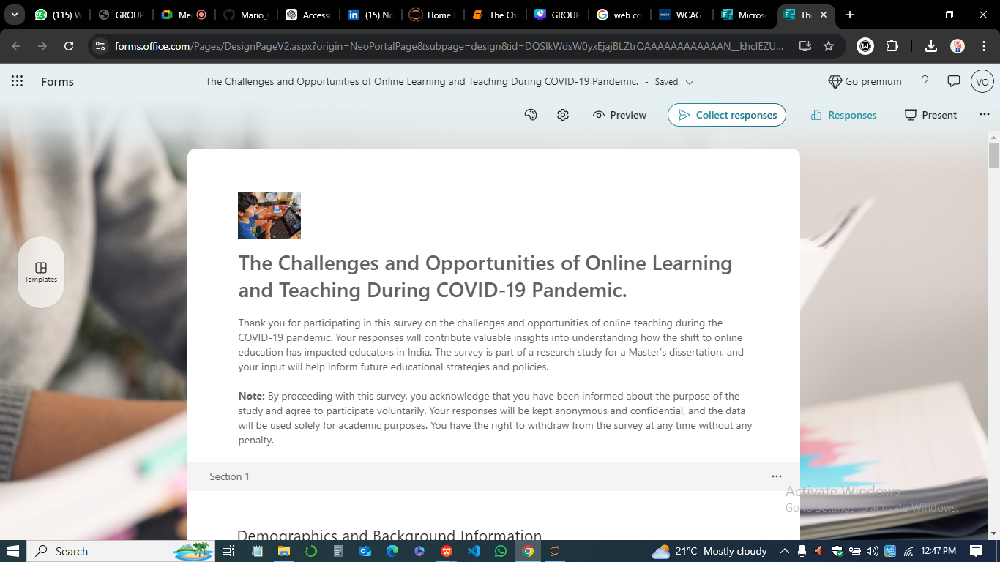 (115) W
GROUP
Mee
Mario_
Accessi
(15) No
Home
The Cha
GROUP
web co
WCAG
Micros
The
forms.office.com/Pages/DesignPageV2.aspx?origin=NeoPortalPage&subpage=design&id=DQSIkWdsW0yxEjajBLZtrQAAAAAAAAAAAAN__khclEZU...
Forms
The Challenges and Opportunities of Online Learning and Teaching During COVID-19 Pandemic. - Saved
Go premium
?
VO
Preview
Collect responses
Responses
Present
Templates
The Challenges and Opportunities of Online Learning
and Teaching During COVID-19 Pandemic.
Thank you for participating in this survey on the challenges and opportunities of online teaching during the
COVID-19 pandemic. Your responses will contribute valuable insights into understanding how the shift to online
education has impacted educators in India. The survey is part of a research study for a Master’s dissertation, and
your input will help inform future educational strategies and policies.
Note: By proceeding with this survey, you acknowledge that you have been informed about the purpose of the
study and agree to participate voluntarily. Your responses will be kept anonymous and confidential, and the data
will be used solely for academic purposes. You have the right to withdraw from the survey at any time without any
penalty.
Section 1
Demographics and Background Information
Activate Windows
Go to Settings to activate Windows.
Search
21°C Mostly cloudy
12:47 PM